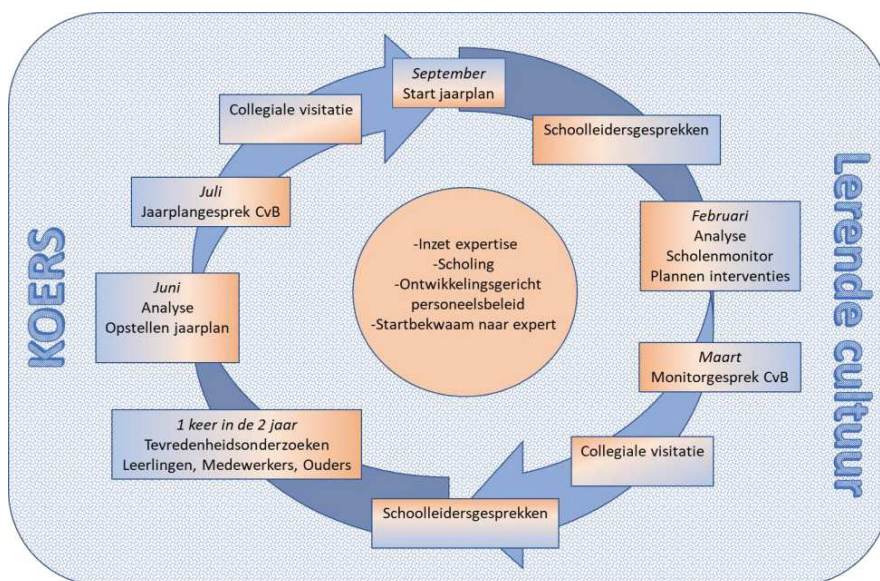 KOERS
Lerende cultuur
September
Start jaarplan
Schoolleidersgesprekken
Februari
Analyse
Scholenmonitor
Plannen interventies
Maart
Monitorgesprek CvB
Collegiale visitatie
Schoolleidersgesprekken
1 keer in de 2 jaar
Tevredenheidsonderzoeken
Leerlingen, Medewerkers, Ouders
Juni
Analyse
Opstellen jaarplan
Juli
Jaarplangesprek CvB
Collegiale visitatie
-Inzet expertise
-Scholing
-Ontwikkelingsgericht
personeelsbeleid
-Startbekwaam naar expert